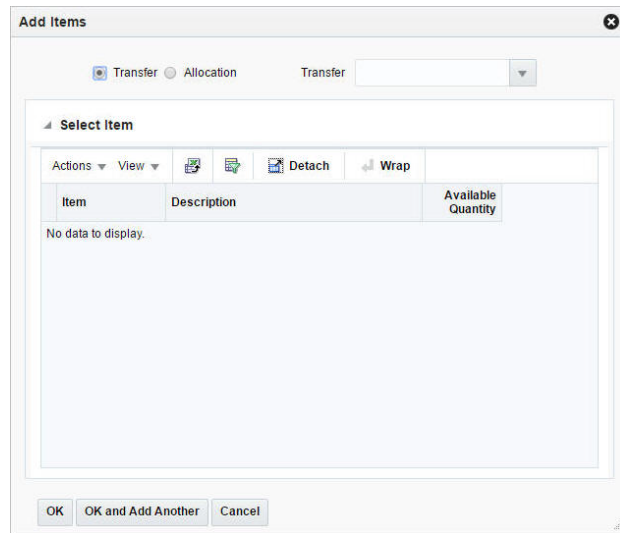 Add Items
Transfer Allocation Transfer
Select Item
Actions View Detach Wrap
Item Description Available Quantity
No data to display.
OK OK and Add Another Cancel